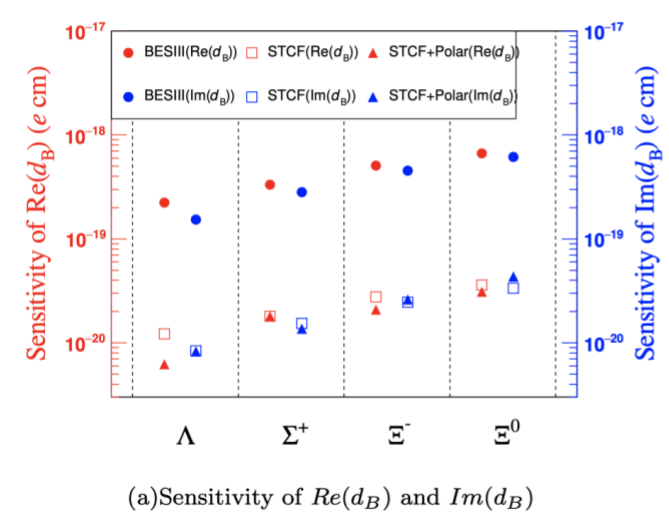 10⁻¹⁷ 10⁻¹⁷
BESIII(Re(d_B)) STCF(Re(d_B)) STCF+Polar(Re(d_B))
BESIII(Im(d_B)) STCF(Im(d_B)) STCF+Polar(Im(d_B))
10⁻¹⁸ 10⁻¹⁸
10⁻¹⁹ 10⁻¹⁹
10⁻²⁰ 10⁻²⁰
Sensitivity of Re(d_B) (e cm)
Sensitivity of Im(d_B) (e cm)
Λ Σ⁺ Ξ⁻ Ξ⁰
(a)Sensitivity of Re(d_B) and Im(d_B)